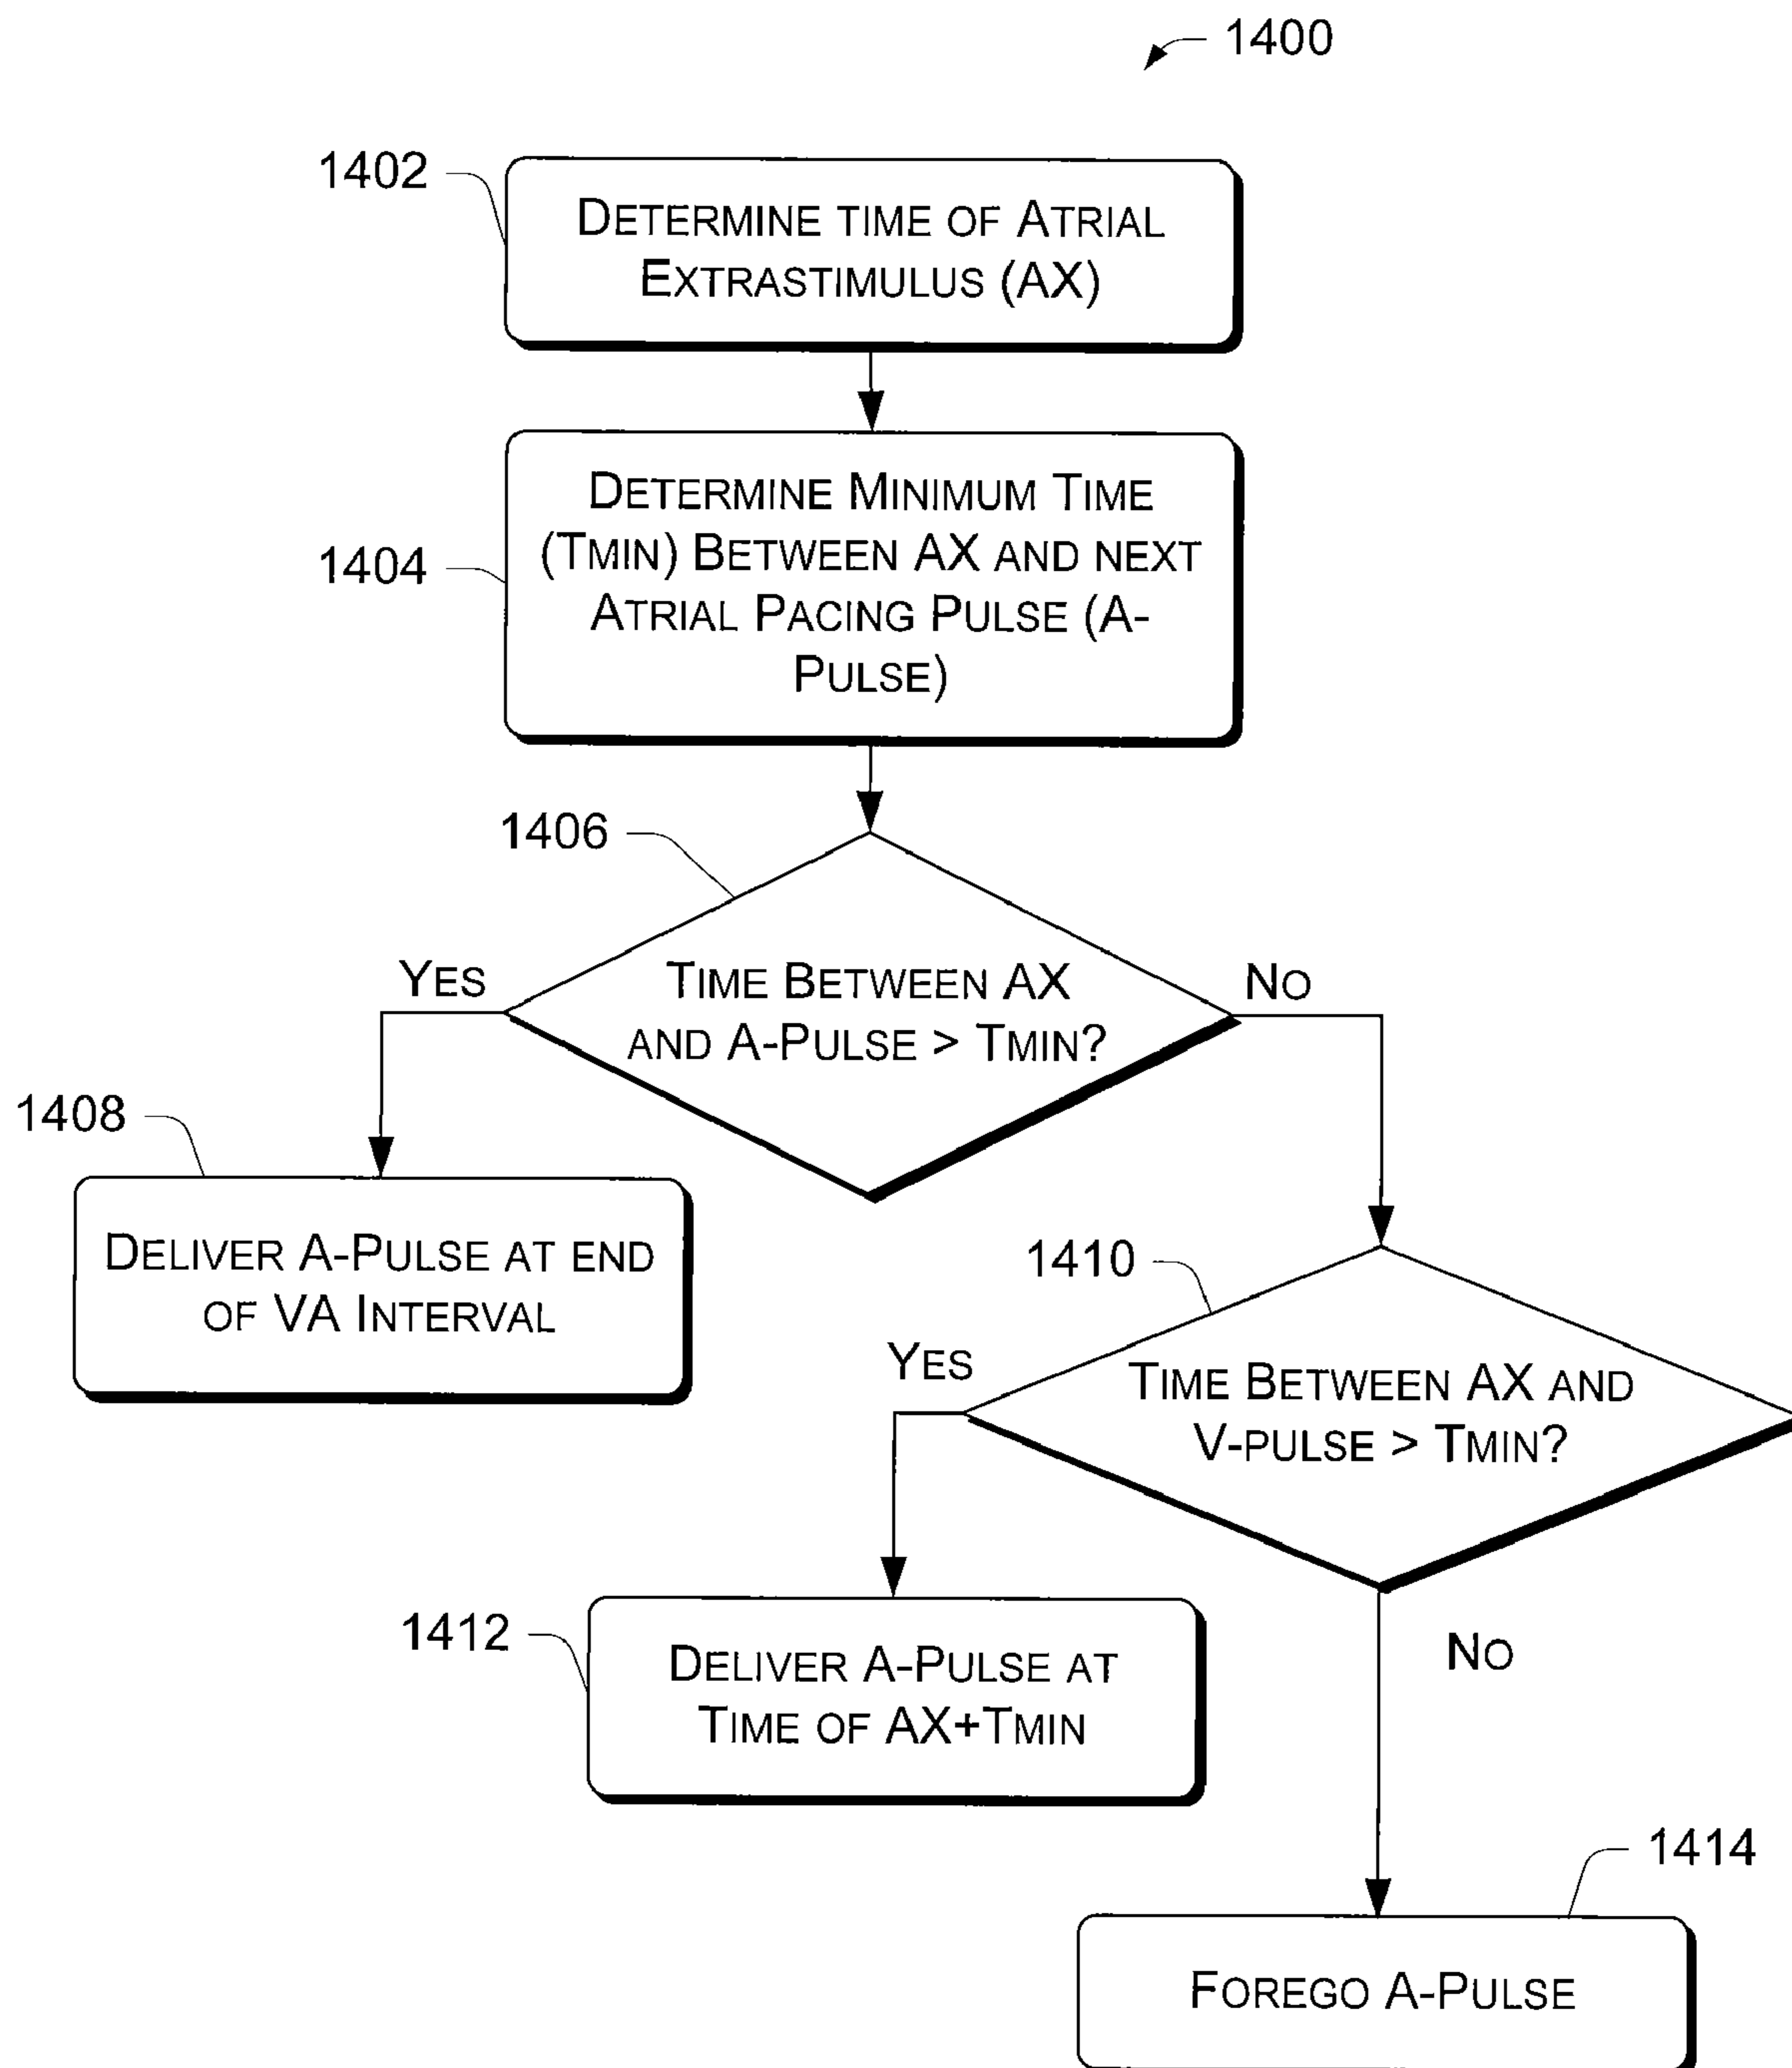 1400
1402
DETERMINE TIME OF ATRIAL
EXTRASTIMULUS (AX)
1404
DETERMINE MINIMUM TIME
(TMIN) BETWEEN AX AND NEXT
ATRIAL PACING PULSE (A-
PULSE)
1406
YES
TIME BETWEEN AX
AND A-PULSE > TMIN?
NO
1408
DELIVER A-PULSE AT END
OF VA INTERVAL
1410
YES
TIME BETWEEN AX AND
V-PULSE > TMIN?
NO
1412
DELIVER A-PULSE AT
TIME OF AX+TMIN
1414
FOREGO A-PULSE